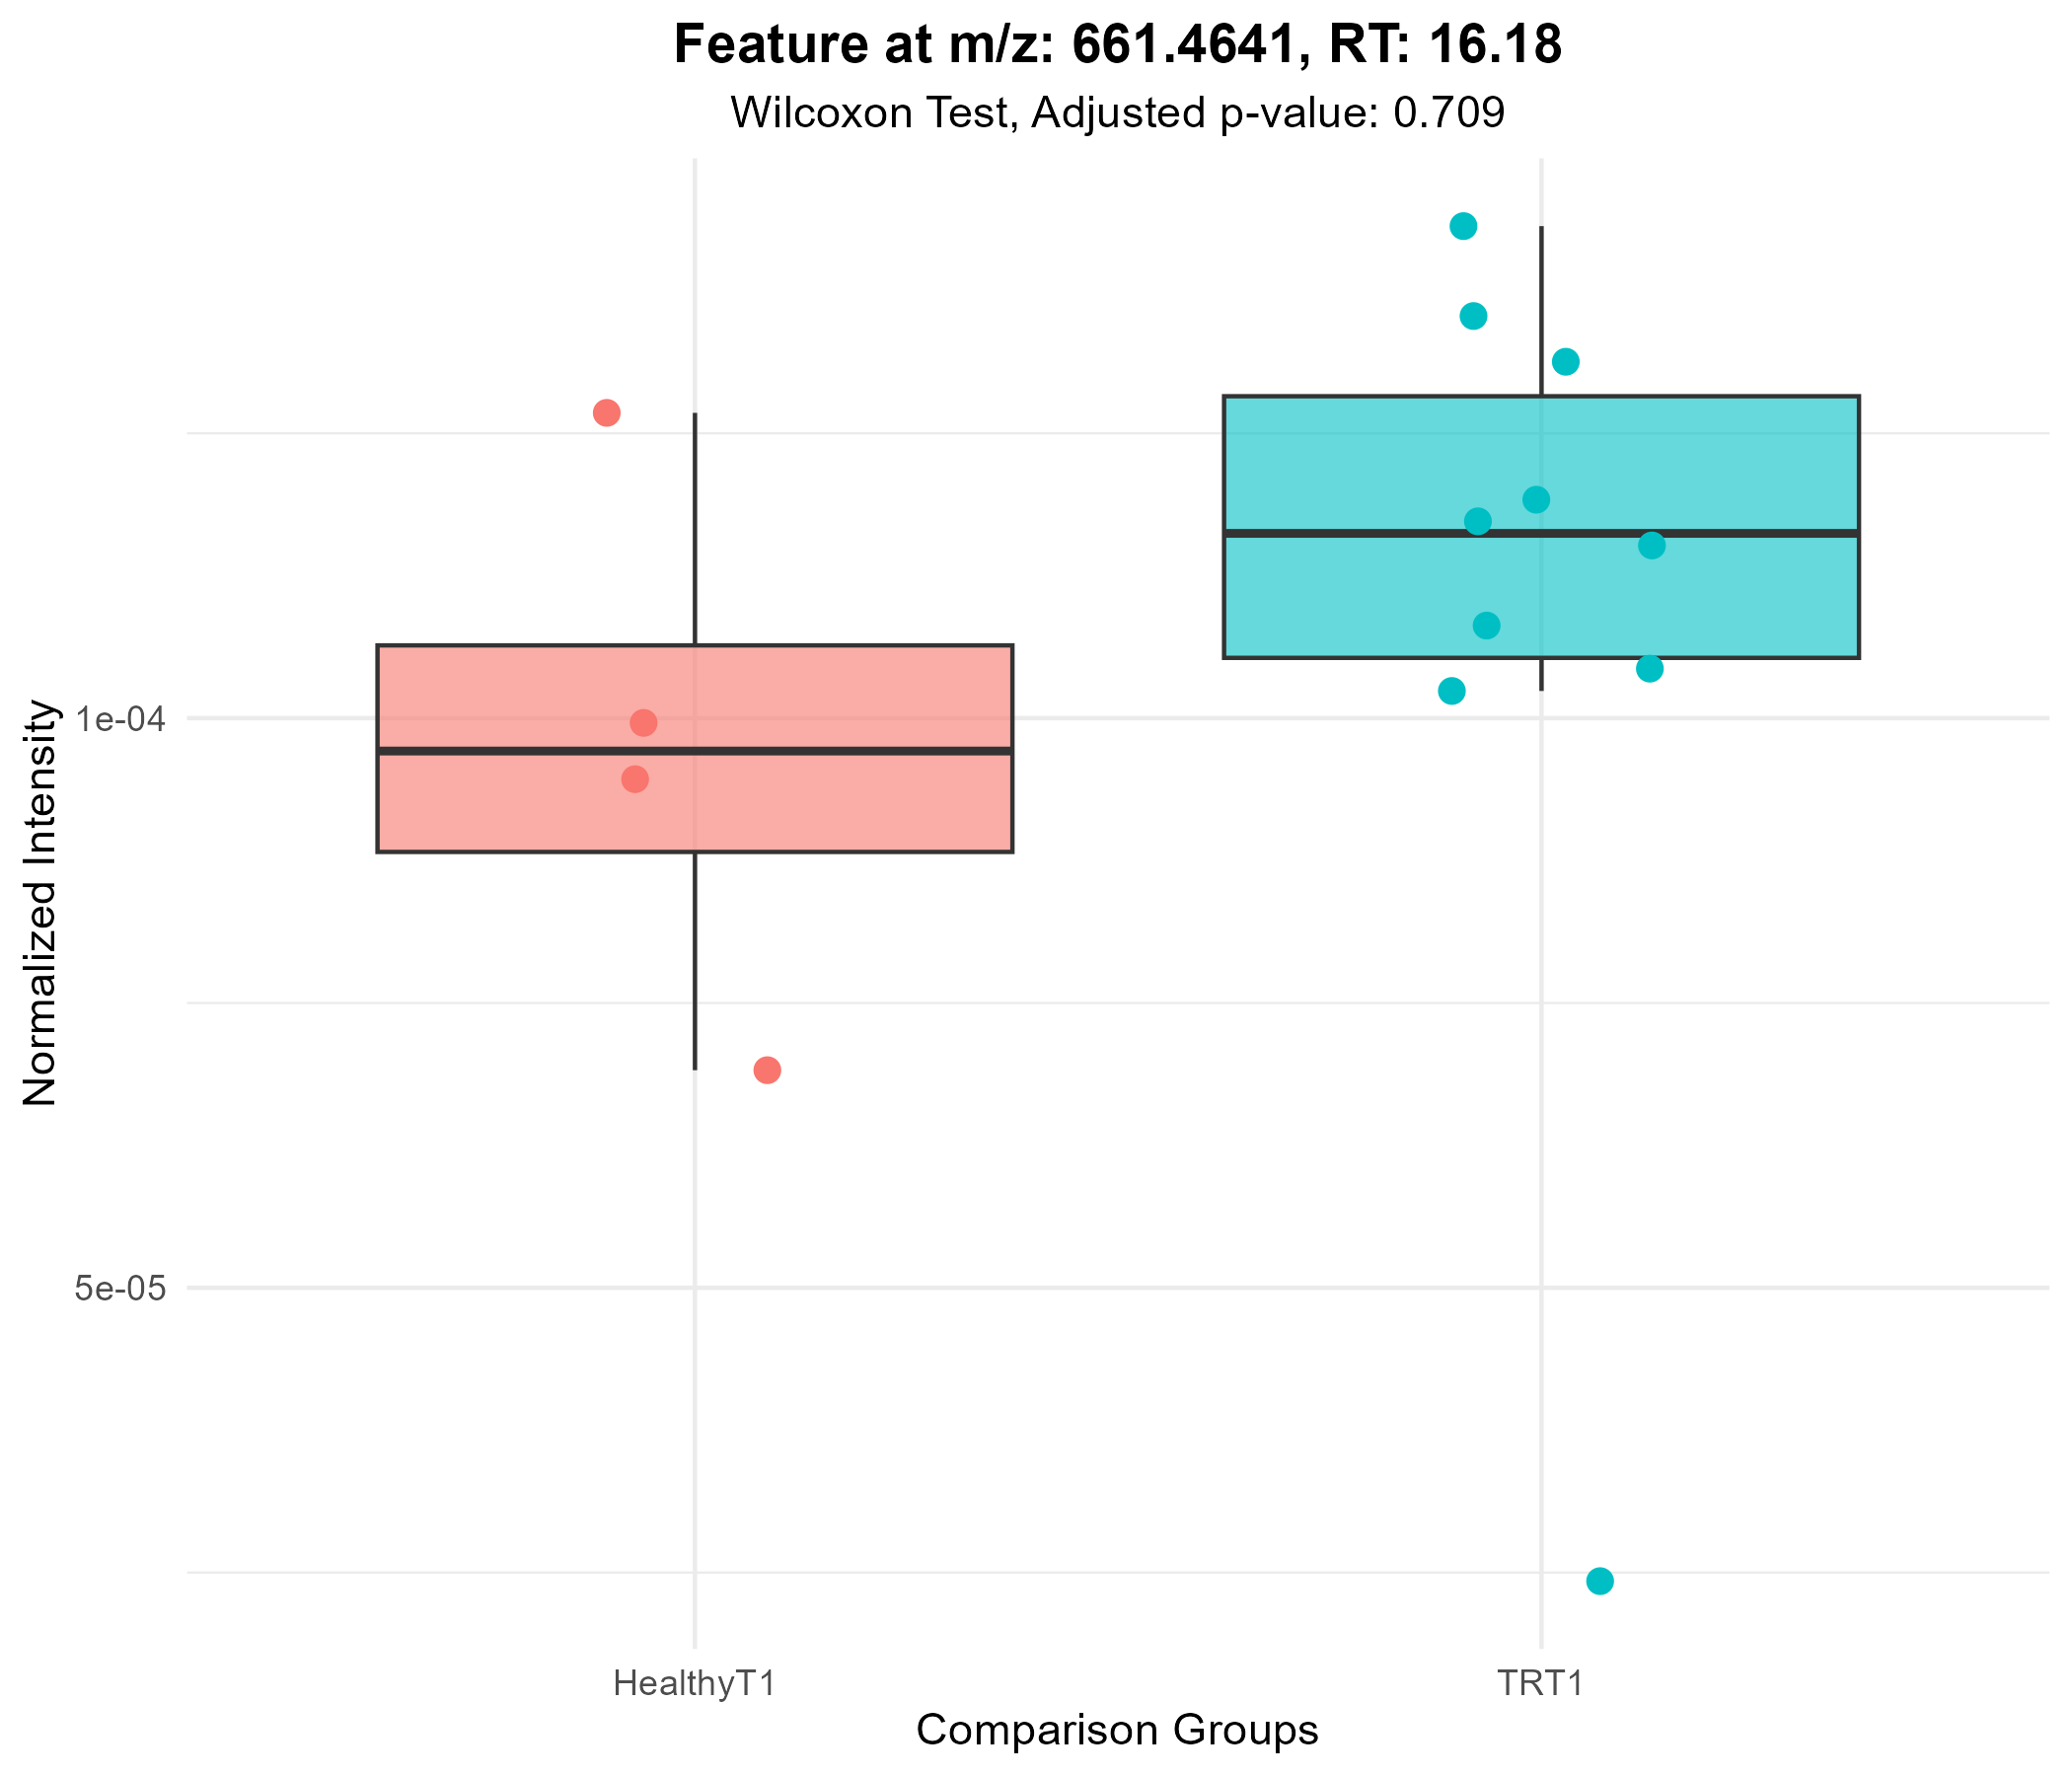 Feature at m/z: 661.4641, RT: 16.18
Wilcoxon Test, Adjusted p-value: 0.709
Normalized Intensity
1e-04
5e-05
HealthyT1
TRT1
Comparison Groups